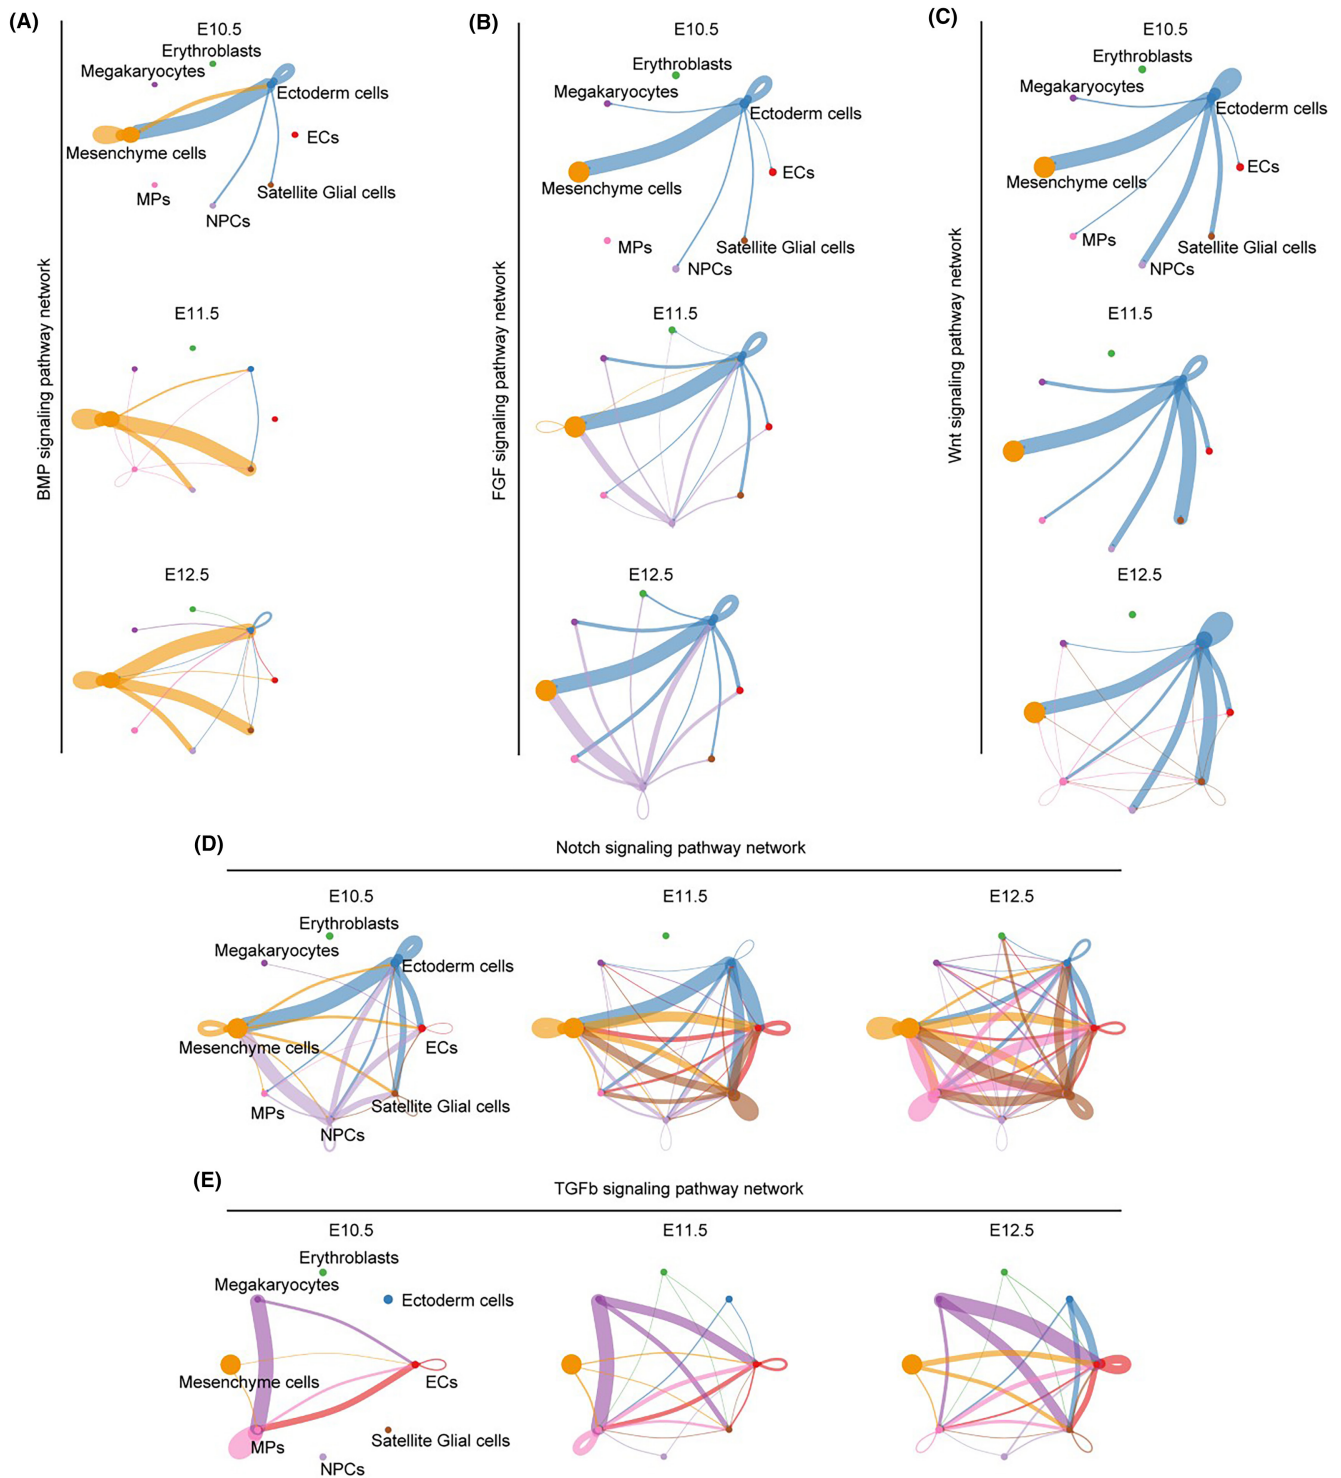 (A)
BMP signaling pathway network
E10.5
Erythroblasts
Megakaryocytes
Ectoderm cells
ECs
Mesenchyme cells
MPs
Satellite Glial cells
NPCs
E11.5
E12.5
(B)
FGF signaling pathway network
E10.5
Erythroblasts
Megakaryocytes
Ectoderm cells
ECs
Mesenchyme cells
MPs
Satellite Glial cells
NPCs
E11.5
E12.5
(C)
Wnt signaling pathway network
E10.5
Erythroblasts
Megakaryocytes
Ectoderm cells
ECs
Mesenchyme cells
MPs
Satellite Glial cells
NPCs
E11.5
E12.5
(D)
Notch signaling pathway network
E10.5
E11.5
E12.5
Erythroblasts
Megakaryocytes
Ectoderm cells
Mesenchyme cells
ECs
MPs
Satellite Glial cells
NPCs
(E)
TGFb signaling pathway network
E10.5
E11.5
E12.5
Erythroblasts
Megakaryocytes
Ectoderm cells
Mesenchyme cells
ECs
MPs
Satellite Glial cells
NPCs